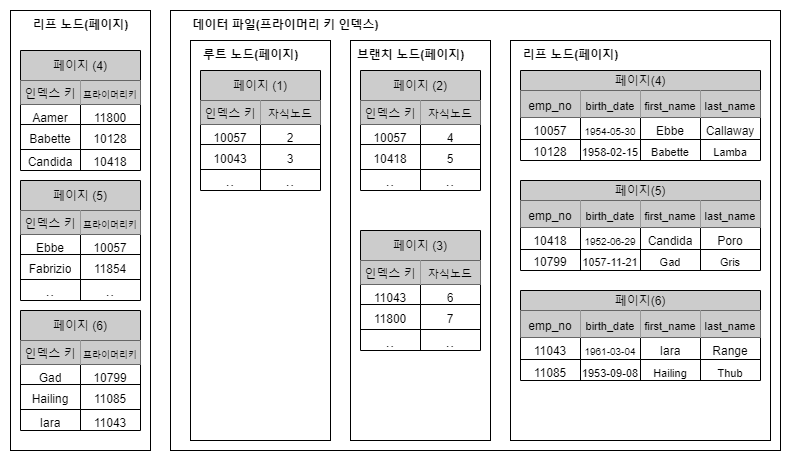 리프 노드(페이지)
페이지 (4)
인덱스 키 프라이머리키
Aamer 11800
Babette 10128
Candida 10418
페이지 (5)
인덱스 키 프라이머리키
Ebbe 10057
Fabrizio 11854
.. ..
페이지 (6)
인덱스 키 프라이머리키
Gad 10799
Hailing 11085
Iara 11043
데이터 파일(프라이머리 키 인덱스)
루트 노드(페이지)
페이지 (1)
인덱스 키 자식노드
10057 2
10043 3
.. ..
브랜치 노드(페이지)
페이지 (2)
인덱스 키 자식노드
10057 4
10418 5
.. ..
페이지 (3)
인덱스 키 자식노드
11043 6
11800 7
.. ..
리프 노드(페이지)
페이지(4)
emp_no birth_date first_name last_name
10057 1954-05-30 Ebbe Callaway
10128 1958-02-15 Babette Lamba
페이지(5)
emp_no birth_date first_name last_name
10418 1952-06-29 Candida Poro
10799 1057-11-21 Gad Gris
페이지(6)
emp_no birth_date first_name last_name
11043 1961-03-04 Iara Range
11085 1953-09-08 Hailing Thub